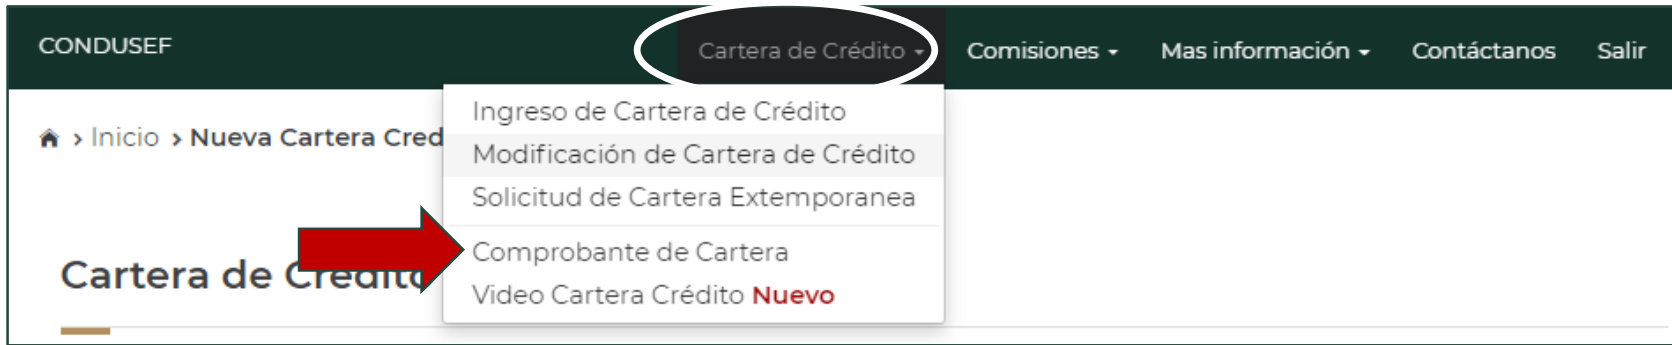 CONDUSEF
Cartera de Crédito Comisiones Mas información Contáctanos Salir
Ingreso de Cartera de Crédito
> Inicio > Nueva Cartera Cred
Modificación de Cartera de Crédito
Solicitud de Cartera Extemporanea
Comprobante de Cartera
Cartera de Crédito
Video Cartera Crédito Nuevo